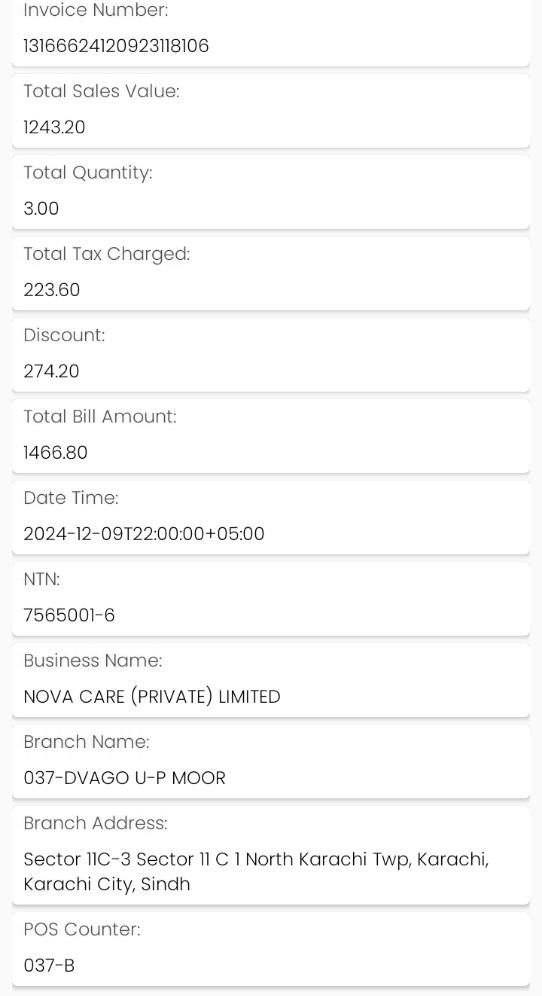 Invoice Number:
13166624120923118106
Total Sales Value:
1243.20
Total Quantity:
3.00
Total Tax Charged:
223.60
Discount:
274.20
Total Bill Amount:
1466.80
Date Time:
2024-12-09T22:00:00+05:00
NTN:
7565001-6
Business Name:
NOVA CARE (PRIVATE) LIMITED
Branch Name:
037-DVAGO U-P MOOR
Branch Address:
Sector 11C-3 Sector 11 C 1 North Karachi Twp, Karachi,
Karachi City, Sindh
POS Counter:
037-B